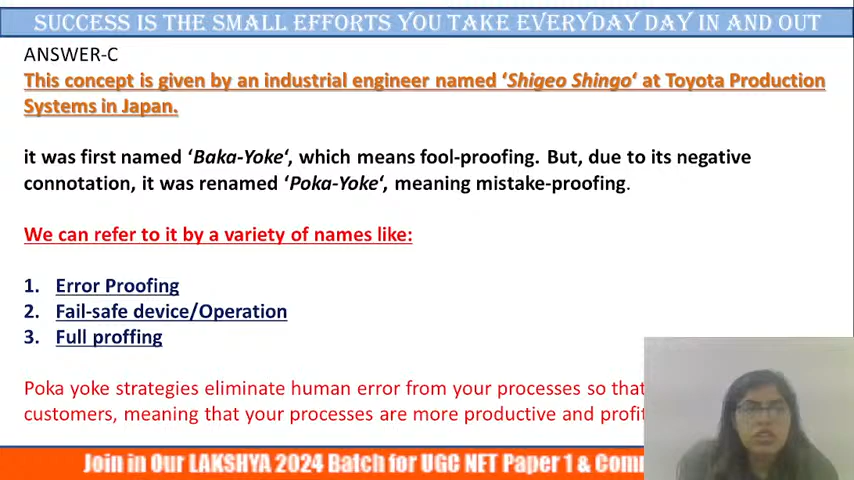 SUCCESS IS THE SMALL EFFORTS YOU TAKE EVERYDAY DAY IN AND OUT
ANSWER-C
This concept is given by an industrial engineer named ‘Shigeo Shingo‘ at Toyota Production
Systems in Japan.
it was first named ‘Baka-Yoke‘, which means fool-proofing. But, due to its negative
connotation, it was renamed ‘Poka-Yoke‘, meaning mistake-proofing.
We can refer to it by a variety of names like:
1. Error Proofing
2. Fail-safe device/Operation
3. Full proffing
Poka yoke strategies eliminate human error from your processes so that
customers, meaning that your processes are more productive and
Join in Our LAKSHYA 2024 Batch for UGC NET Paper 1 &